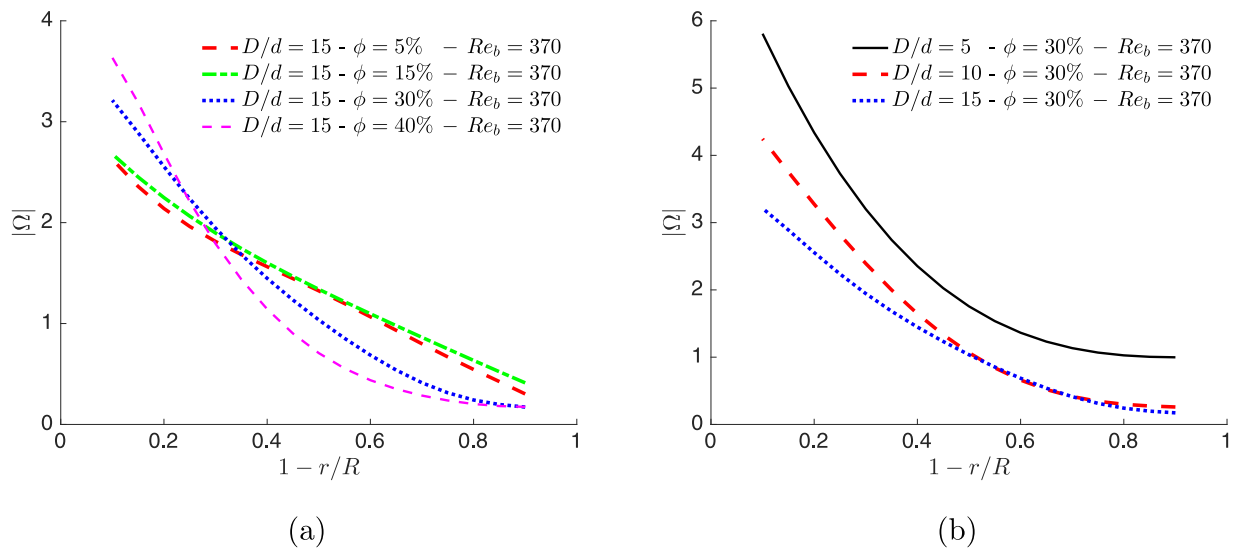 D/d = 15 - ϕ = 5% − Re_b = 370
D/d = 15 - ϕ = 15% − Re_b = 370
D/d = 15 - ϕ = 30% − Re_b = 370
D/d = 15 - ϕ = 40% − Re_b = 370
4
3
2
1
0
|Ω|
0 0.2 0.4 0.6 0.8 1
1 − r/R
(a)
D/d = 5 - ϕ = 30% − Re_b = 370
D/d = 10 - ϕ = 30% − Re_b = 370
D/d = 15 - ϕ = 30% − Re_b = 370
6
5
4
3
2
1
0
|Ω|
0 0.2 0.4 0.6 0.8 1
1 − r/R
(b)